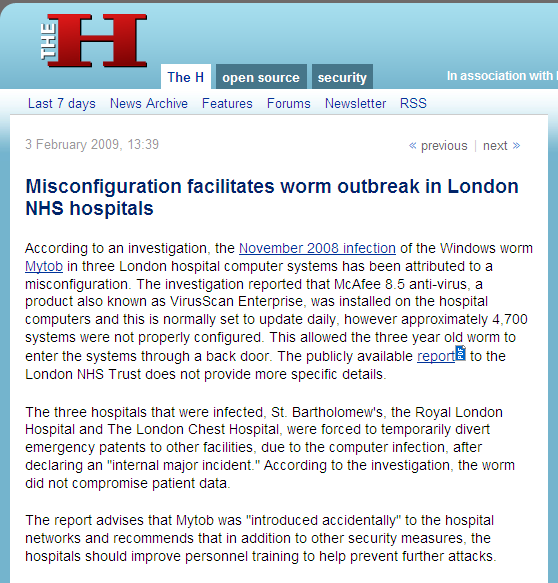 THE H
The H open source security In association with
Last 7 days News Archive Features Forums Newsletter RSS
3 February 2009, 13:39 « previous | next »
Misconfiguration facilitates worm outbreak in London
NHS hospitals
According to an investigation, the November 2008 infection of the Windows worm
Mytob in three London hospital computer systems has been attributed to a
misconfiguration. The investigation reported that McAfee 8.5 anti-virus, a
product also known as VirusScan Enterprise, was installed on the hospital
computers and this is normally set to update daily, however approximately 4,700
systems were not properly configured. This allowed the three year old worm to
enter the systems through a back door. The publicly available report to the
London NHS Trust does not provide more specific details.
The three hospitals that were infected, St. Bartholomew's, the Royal London
Hospital and The London Chest Hospital, were forced to temporarily divert
emergency patents to other facilities, due to the computer infection, after
declaring an "internal major incident." According to the investigation, the worm
did not compromise patient data.
The report advises that Mytob was "introduced accidentally" to the hospital
networks and recommends that in addition to other security measures, the
hospitals should improve personnel training to help prevent further attacks.